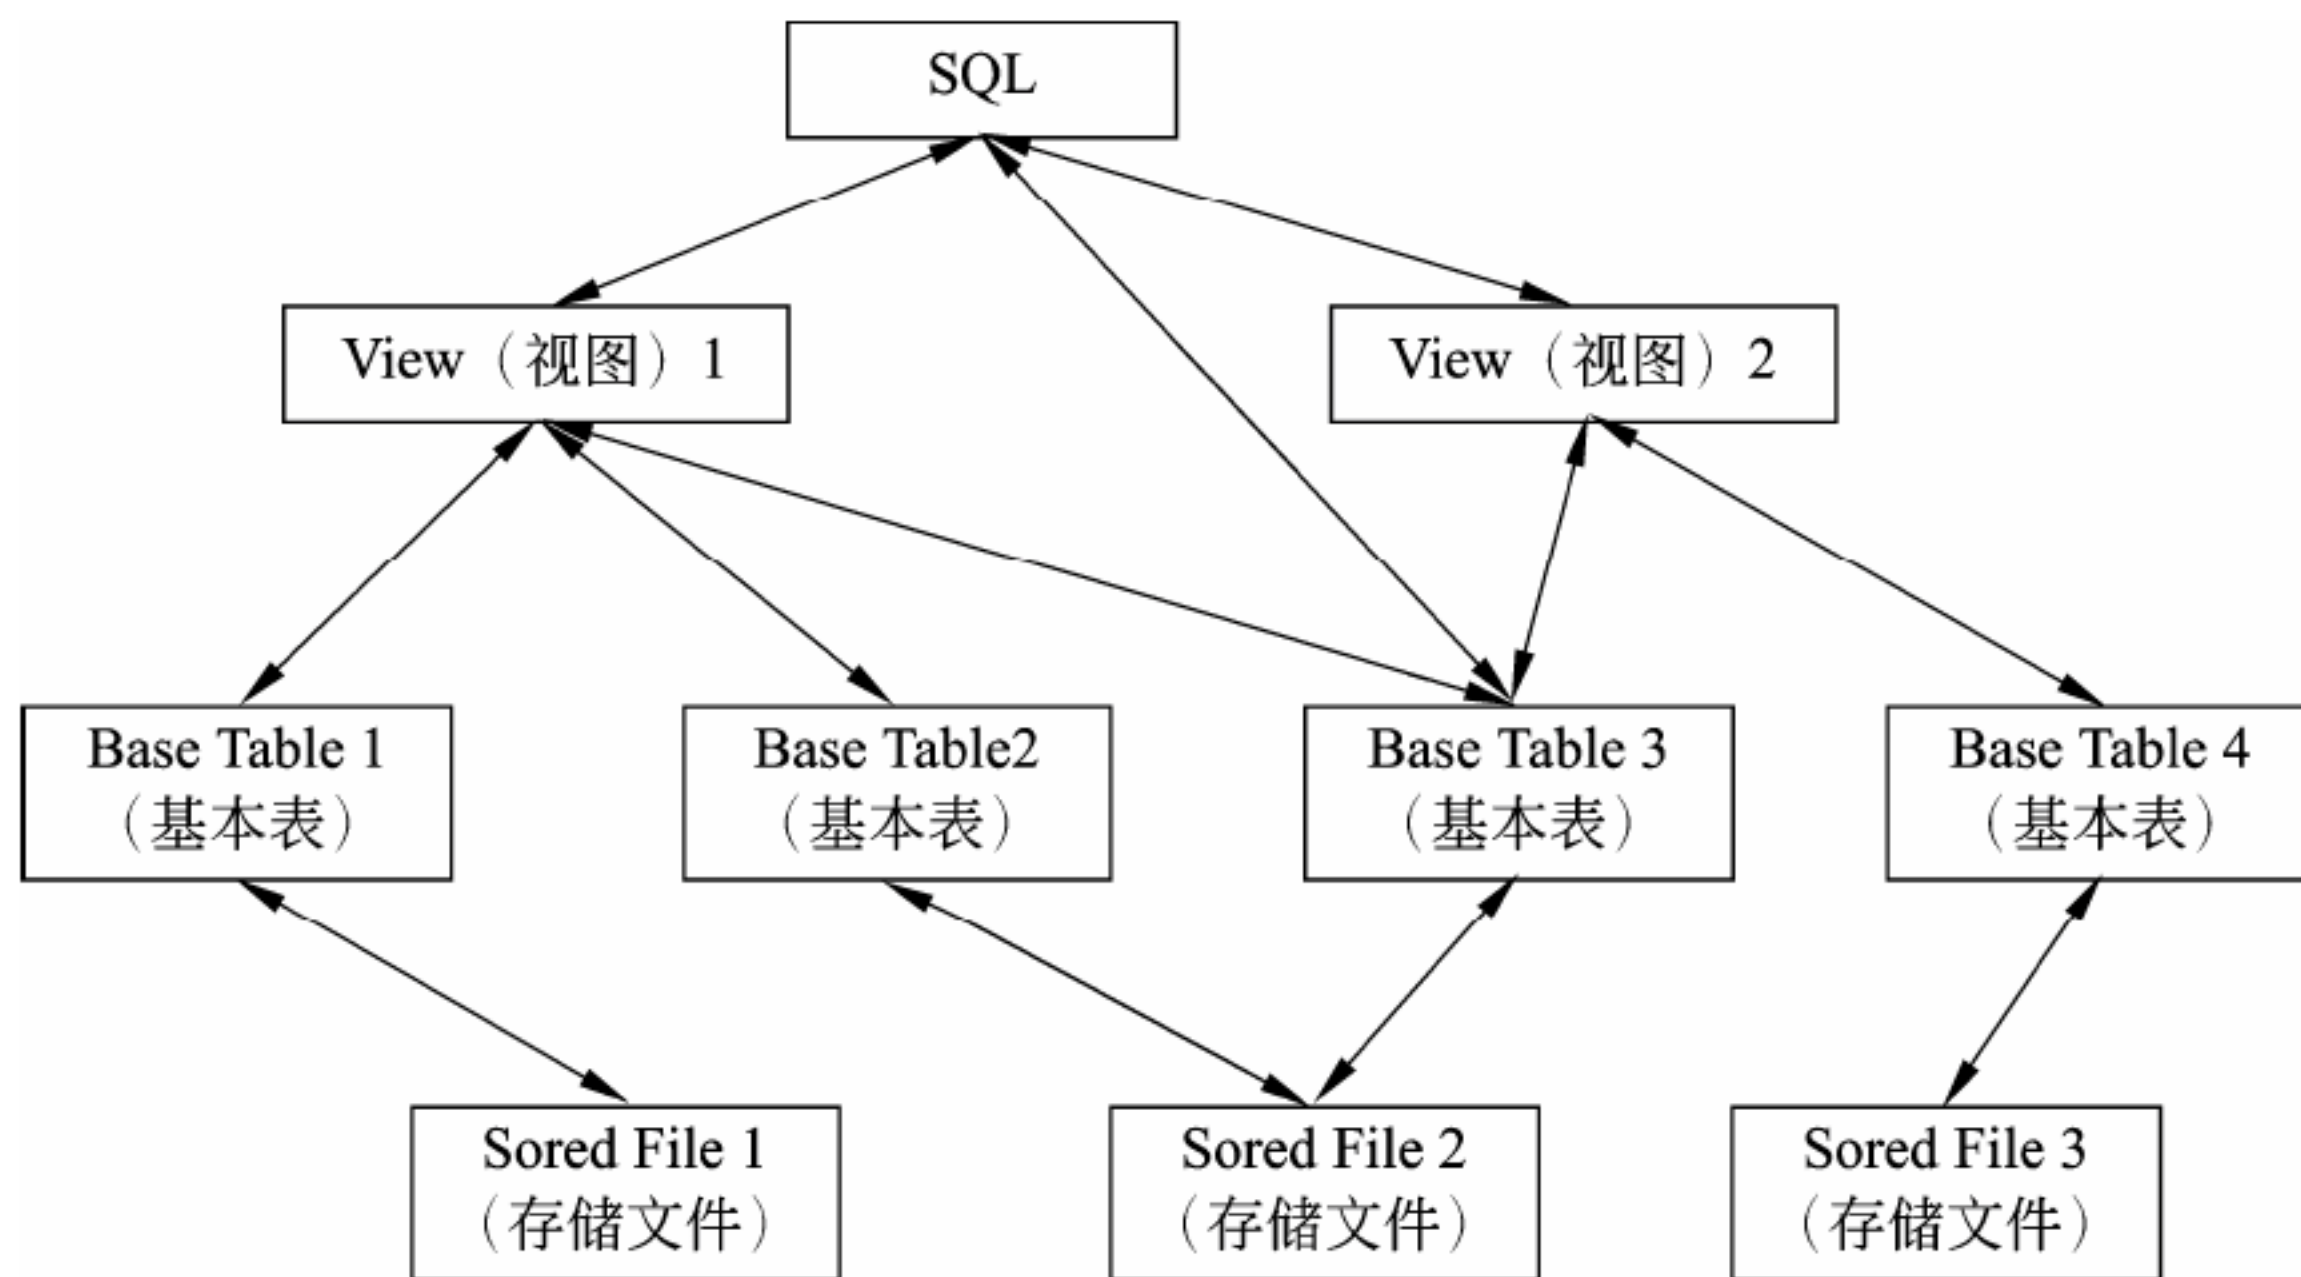 SQL
View（视图）1
View（视图）2
Base Table 1
（基本表）
Base Table2
（基本表）
Base Table 3
（基本表）
Base Table 4
（基本表）
Sored File 1
（存储文件）
Sored File 2
（存储文件）
Sored File 3
（存储文件）